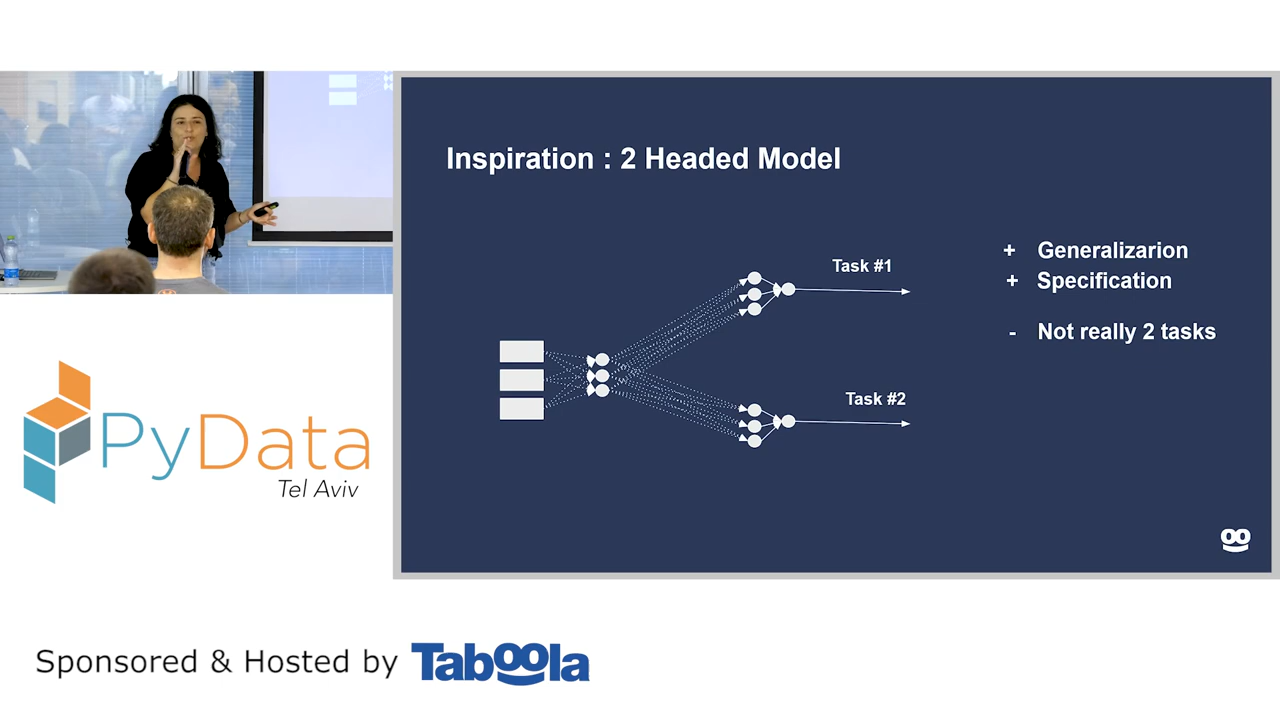 Inspiration : 2 Headed Model
Task #1
+ Generalizarion
+ Specification
- Not really 2 tasks
Task #2
PyData
Tel Aviv
Sponsored & Hosted by Taboola